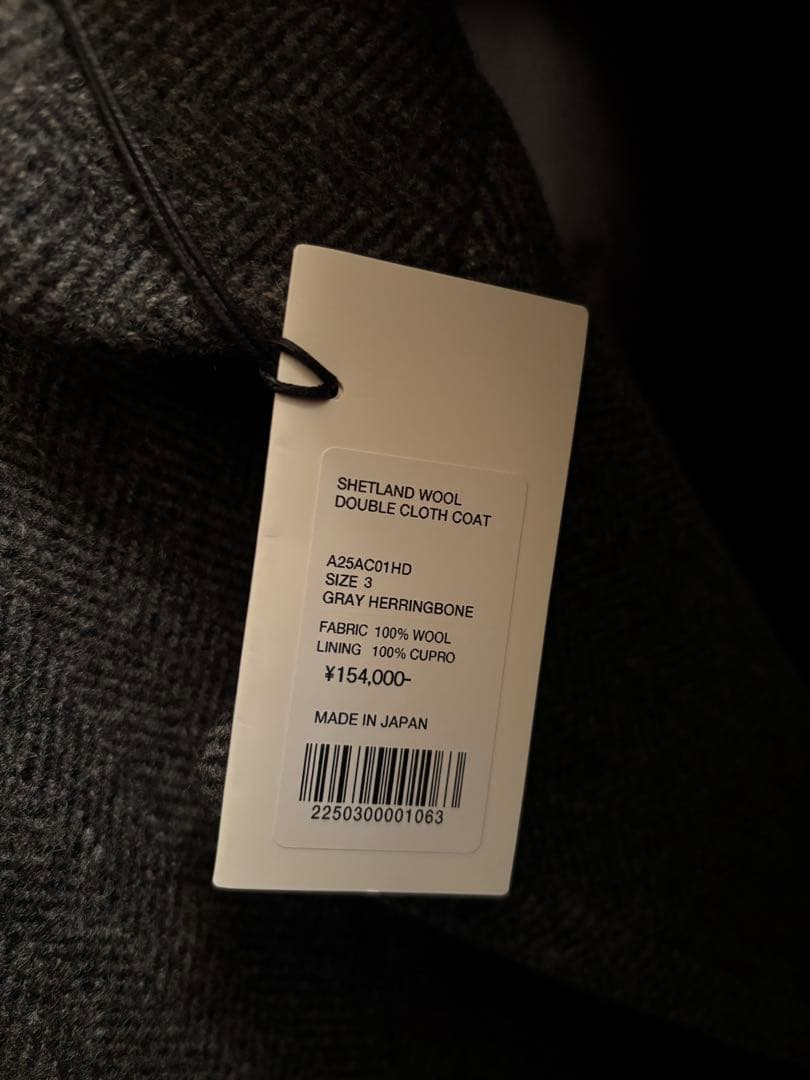 SHETLAND WOOL
DOUBLE CLOTH COAT
A25AC01HD
SIZE 3
GRAY HERRINGBONE
FABRIC 100% WOOL
LINING 100% CUPRO
¥154,000-
MADE IN JAPAN
2250300001063